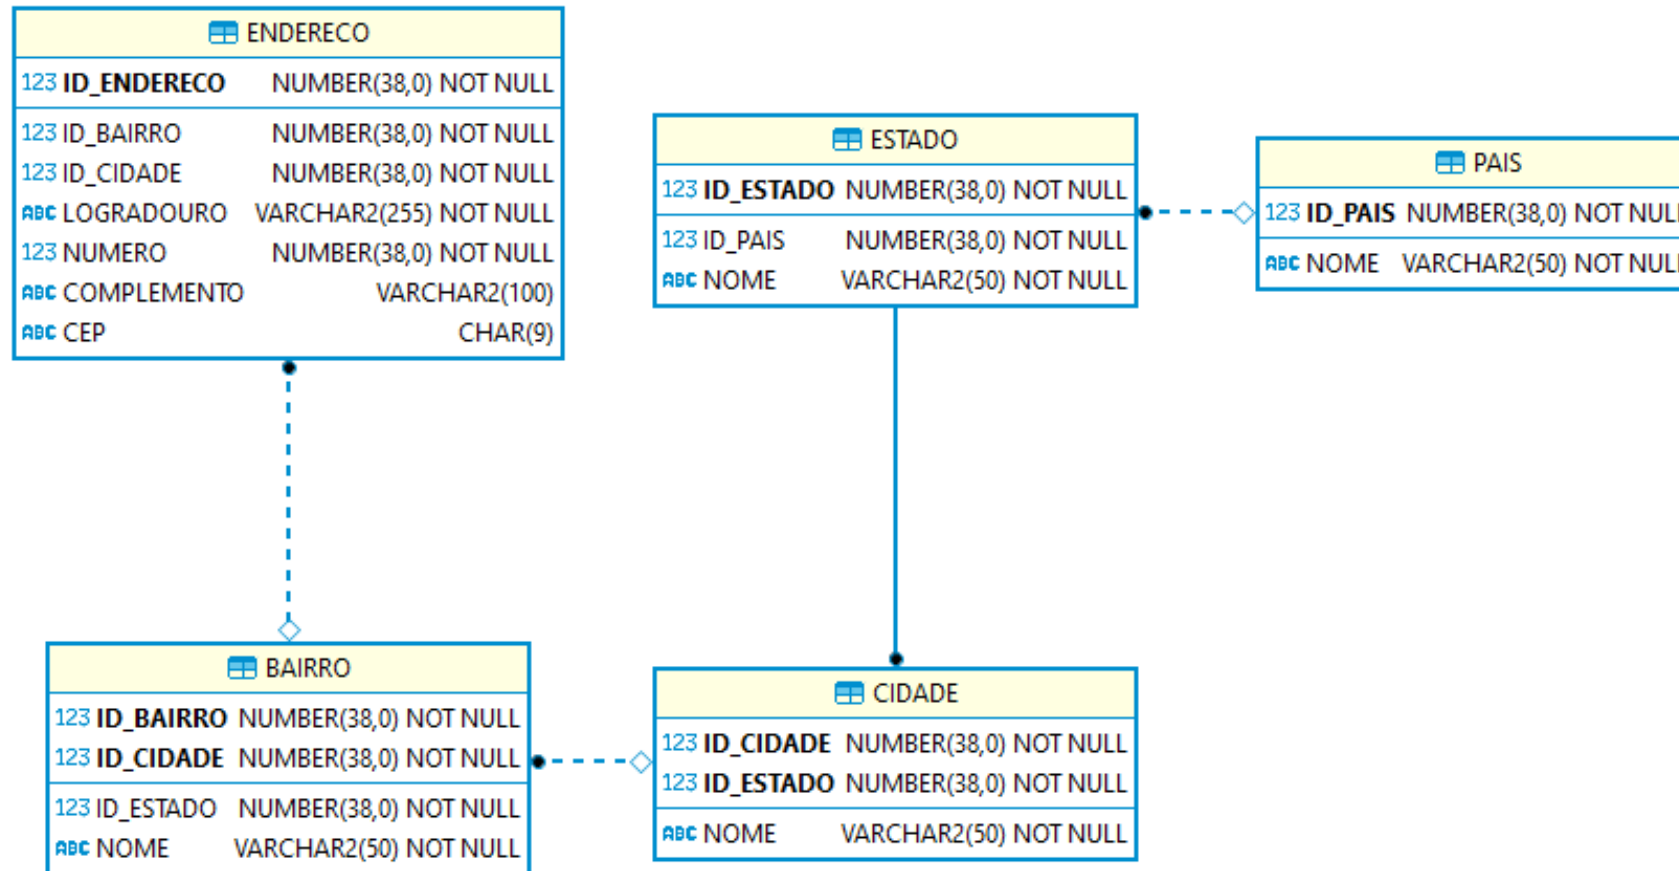 ENDERECO
123 ID_ENDERECO NUMBER(38,0) NOT NULL
123 ID_BAIRRO NUMBER(38,0) NOT NULL
123 ID_CIDADE NUMBER(38,0) NOT NULL
ABC LOGRADOURO VARCHAR2(255) NOT NULL
123 NUMERO NUMBER(38,0) NOT NULL
ABC COMPLEMENTO VARCHAR2(100)
ABC CEP CHAR(9)
ESTADO
123 ID_ESTADO NUMBER(38,0) NOT NULL
123 ID_PAIS NUMBER(38,0) NOT NULL
ABC NOME VARCHAR2(50) NOT NULL
PAIS
123 ID_PAIS NUMBER(38,0) NOT NULL
ABC NOME VARCHAR2(50) NOT NULL
BAIRRO
123 ID_BAIRRO NUMBER(38,0) NOT NULL
123 ID_CIDADE NUMBER(38,0) NOT NULL
123 ID_ESTADO NUMBER(38,0) NOT NULL
ABC NOME VARCHAR2(50) NOT NULL
CIDADE
123 ID_CIDADE NUMBER(38,0) NOT NULL
123 ID_ESTADO NUMBER(38,0) NOT NULL
ABC NOME VARCHAR2(50) NOT NULL